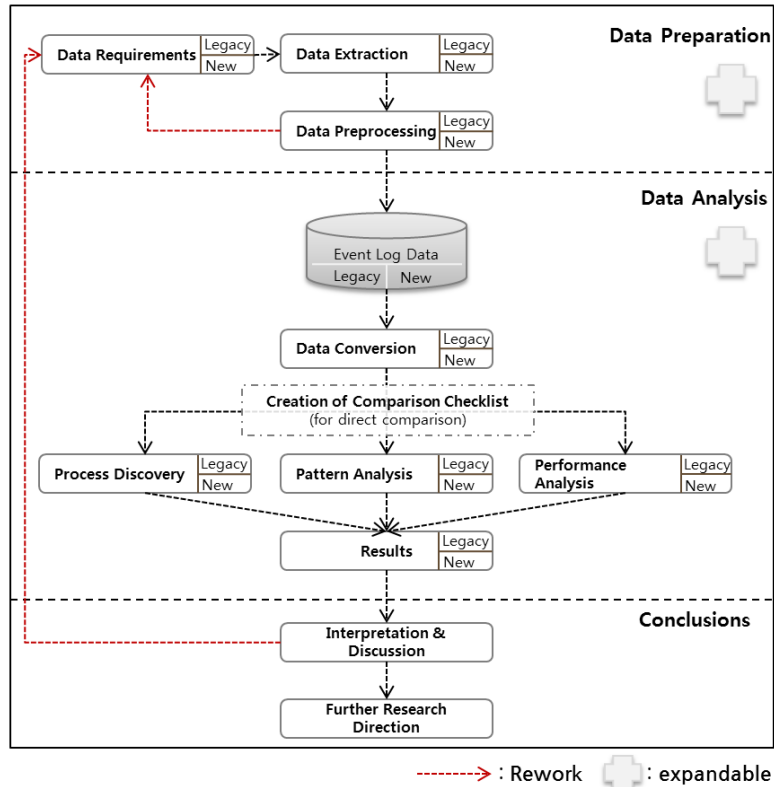 Data Preparation
Data Requirements
Legacy
New
Data Extraction
Legacy
New
Data Preprocessing
Legacy
New
Data Analysis
Event Log Data
Legacy
New
Data Conversion
Legacy
New
Creation of Comparison Checklist
(for direct comparison)
Process Discovery
Legacy
New
Pattern Analysis
Legacy
New
Performance
Analysis
Legacy
New
Results
Legacy
New
Conclusions
Interpretation &
Discussion
Further Research
Direction
: Rework
: expandable